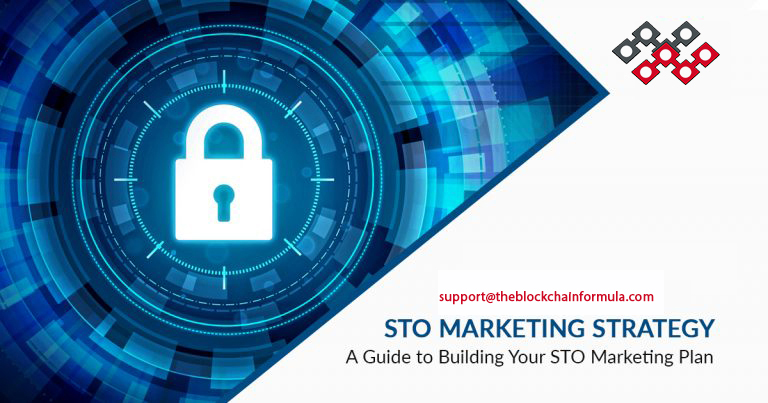 support@theblockchainformula.com
STO MARKETING STRATEGY
A Guide to Building Your STO Marketing Plan